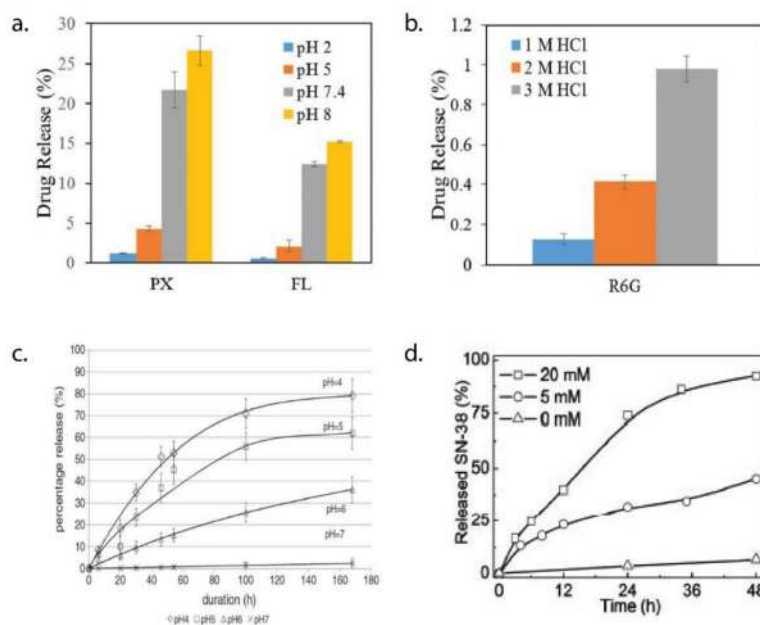 a.
Drug Release (%)
30
25
20
15
10
5
0
pH 2
pH 5
pH 7.4
pH 8
PX FL
b.
Drug Release (%)
1.2
1
0.8
0.6
0.4
0.2
0
1 M HCl
2 M HCl
3 M HCl
R6G
c.
percentage release (%)
100
90
80
70
60
50
40
30
20
10
0
pH=4
pH=5
pH=6
pH=7
0 20 40 60 80 100 120 140 160 180
duration (h)
pH4 pH5 pH6 pH7
d.
Released SN-38 (%)
100
75
50
25
0
20 mM
5 mM
0 mM
0 12 24 36 48
Time (h)